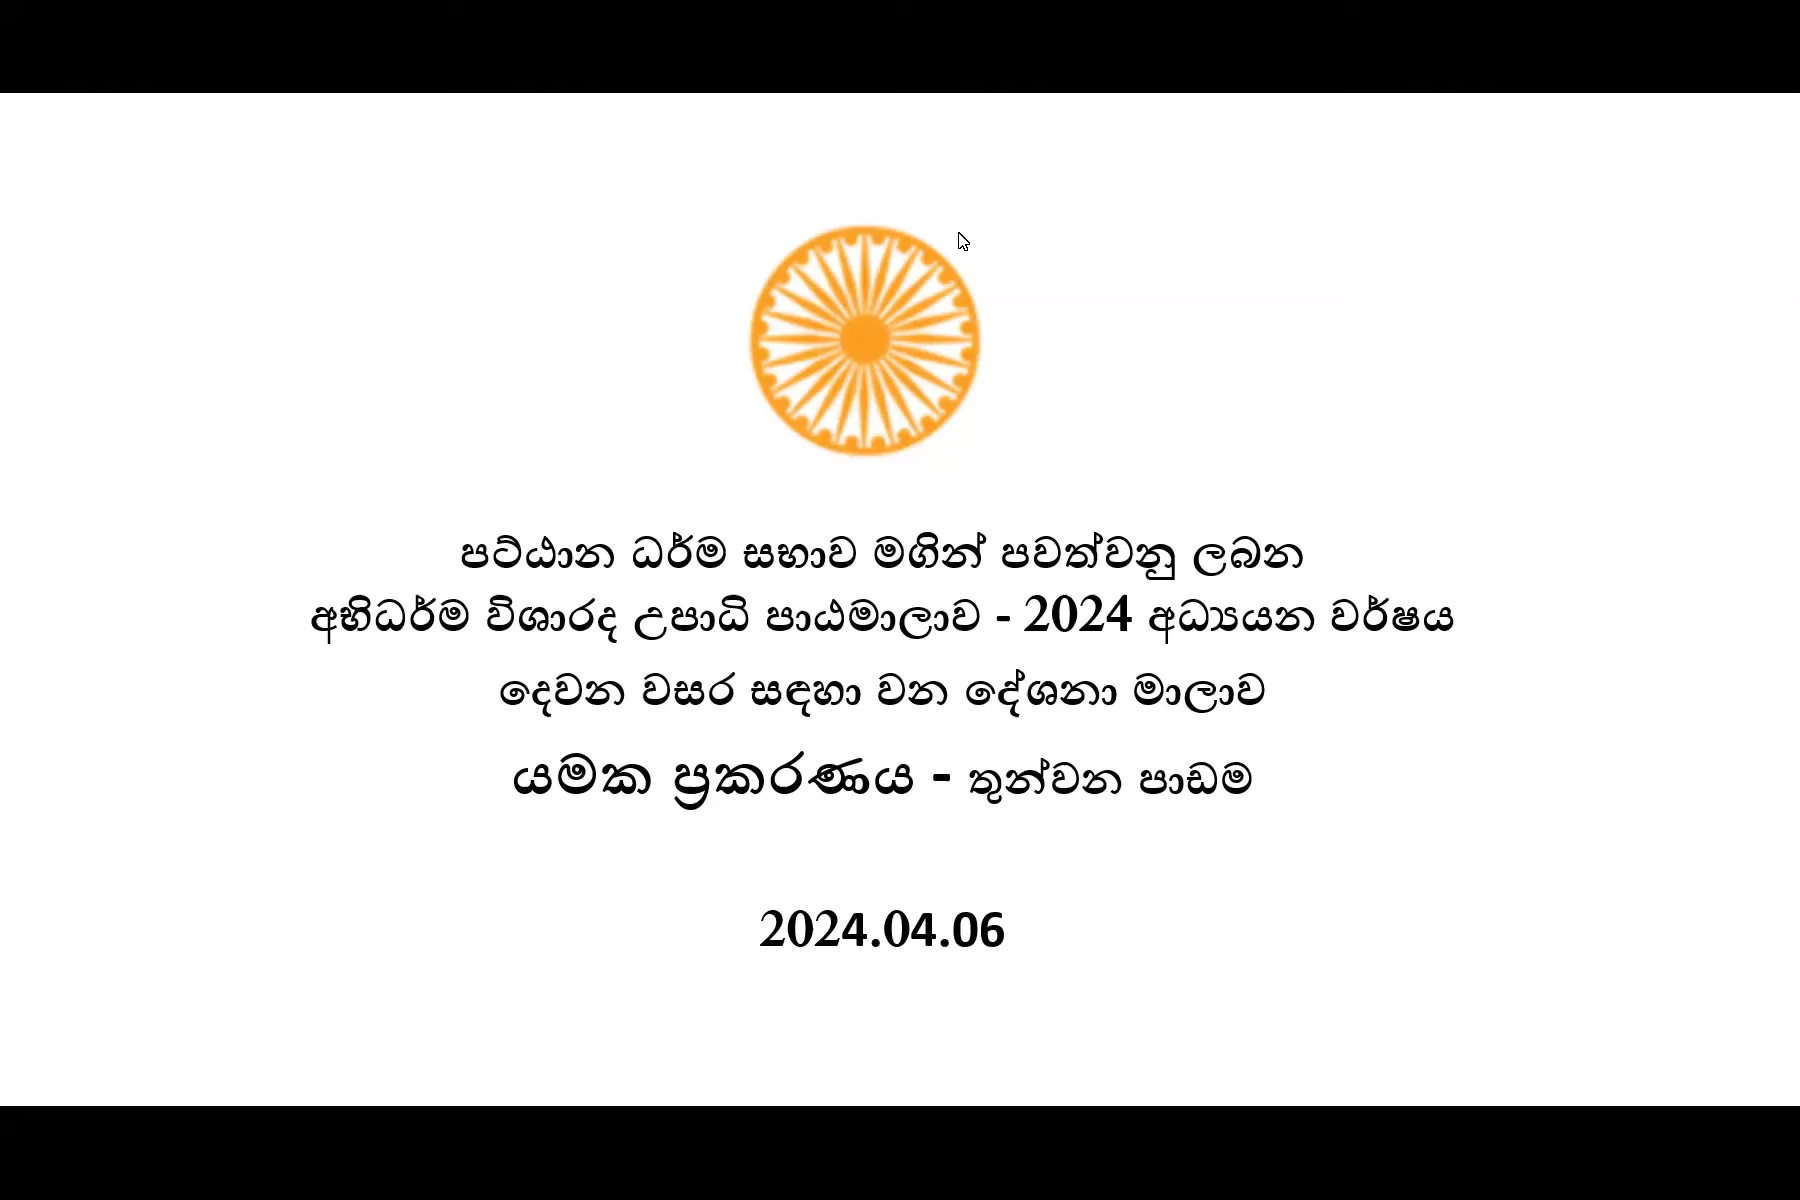 පට්ඨාන ධර්ම සභාව මගින් පවත්වනු ලබන
අභිධර්ම විශාරද උපාධි පාඨමාලාව - 2024 අධ්‍යයන වර්ෂය
දෙවන වසර සඳහා වන දේශනා මාලාව
යමක ප්‍රකරණය - තුන්වන පාඩම
2024.04.06